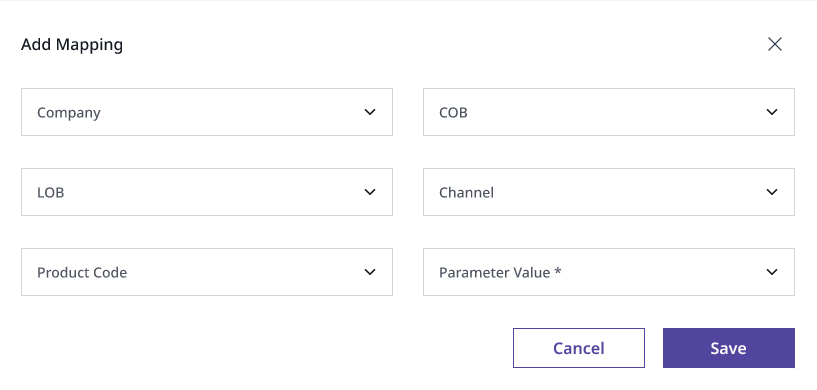 Add Mapping
Company
COB
LOB
Channel
Product Code
Parameter Value *
Cancel
Save